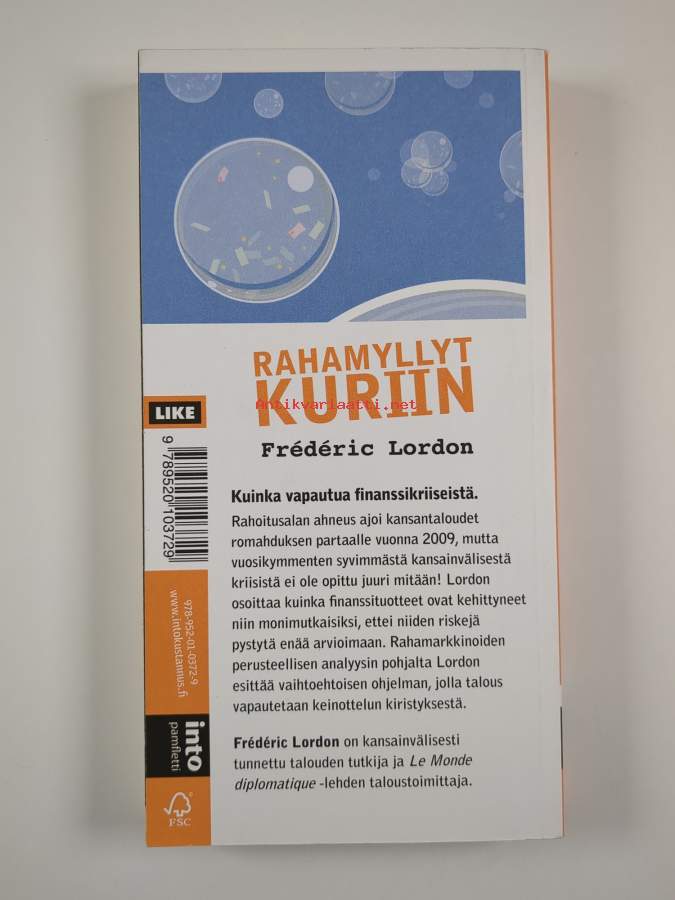 RAHAMYLLYT
KURIIN
Antikvariaatti.net
Frédéric Lordon
Kuinka vapautua finanssikriiseistä.
Rahoitusalan ahneus ajoi kansantaloudet
romahduksen partaalle vuonna 2009, mutta
vuosikymmenten syvimmästä kansainvälisestä
kriisistä ei ole opittu juuri mitään! Lordon
osoittaa kuinka finanssituotteet ovat kehittyneet
niin monimutkaisiksi, ettei niiden riskejä
pystytä enää arvioimaan. Rahamarkkinoiden
perusteellisen analyysin pohjalta Lordon
esittää vaihtoehtoisen ohjelman, jolla talous
vapautetaan keinottelun kiristyksestä.
Frédéric Lordon on kansainvälisesti
tunnettu talouden tutkija ja Le Monde
diplomatique -lehden taloustoimittaja.
LIKE
9 789520 103729
978-952-01-0372-9
www.intokustannus.fi
into
pamfletti
FSC